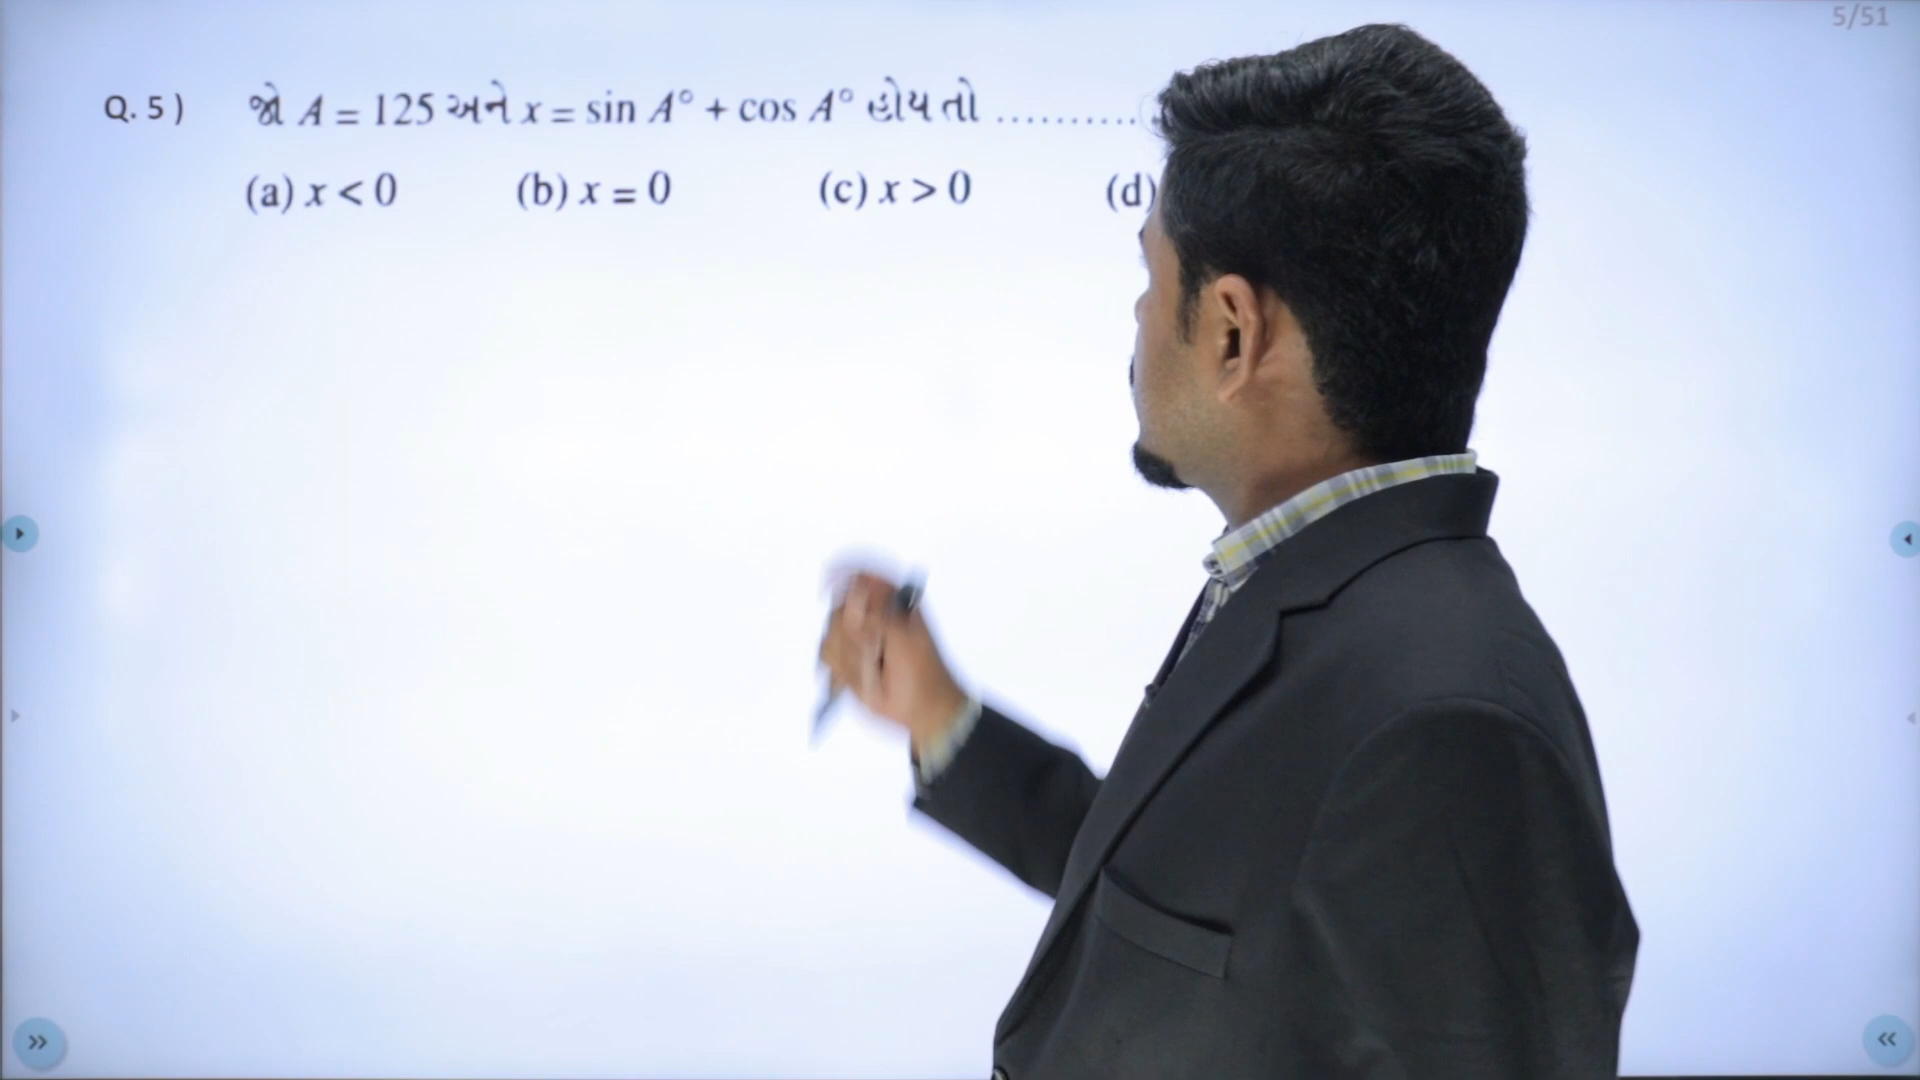 5/51
Q. 5 ) જો A = 125 અને x = sin A° + cos A° હોય તો ..........
(a) x < 0 (b) x = 0 (c) x > 0 (d)